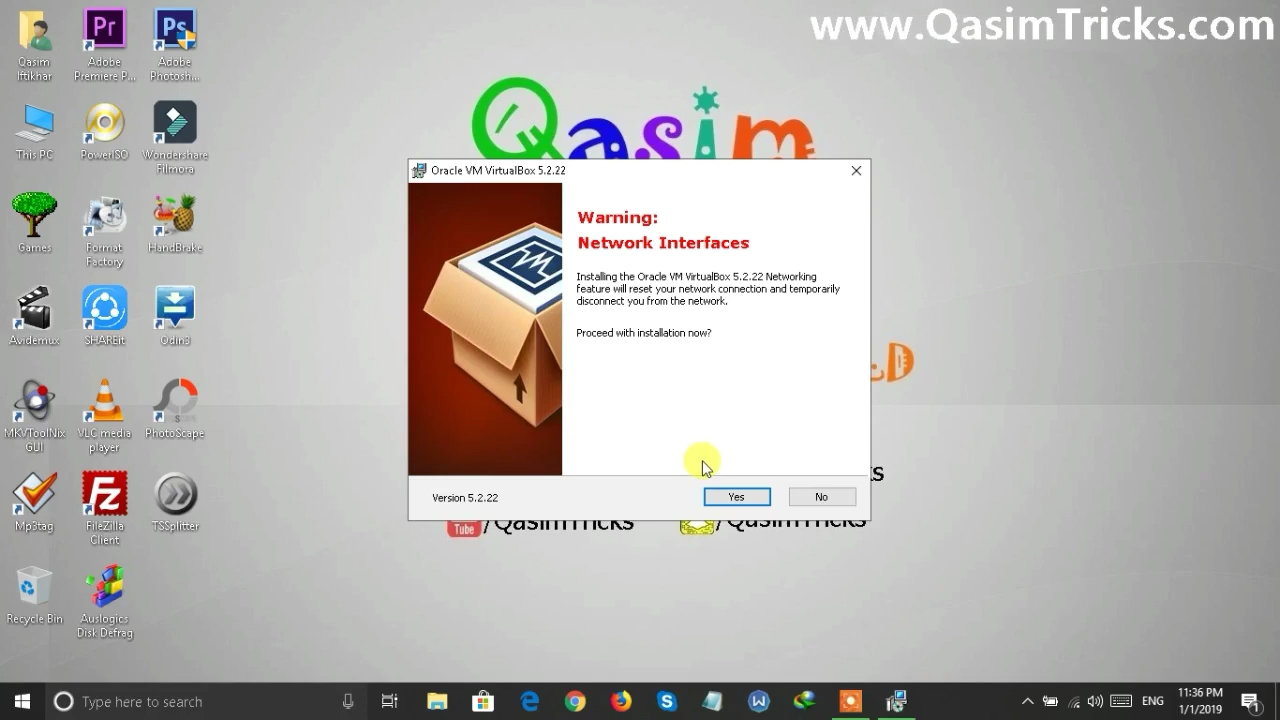 www.QasimTricks.com
Qasim
Iftikhar
Adobe
Premiere P...
Adobe
Photosh...
This PC
PowerISO
Wondershare
Filmora
Games
Format
Factory
HandBrake
Avidemux
SHAREit
Odin3
MKVToolNix
GUI
VLC media
player
PhotoScape
Mp3tag
FileZilla
Client
TSSplitter
Recycle Bin
Auslogics
Disk Defrag
Qasim
Oracle VM VirtualBox 5.2.22
Warning:
Network Interfaces
Installing the Oracle VM VirtualBox 5.2.22 Networking
feature will reset your network connection and temporarily
disconnect you from the network.
Proceed with installation now?
Version 5.2.22
Yes
No
Tube /QasimTricks
/QasimTricks
Type here to search
ENG
11:36 PM
1/1/2019